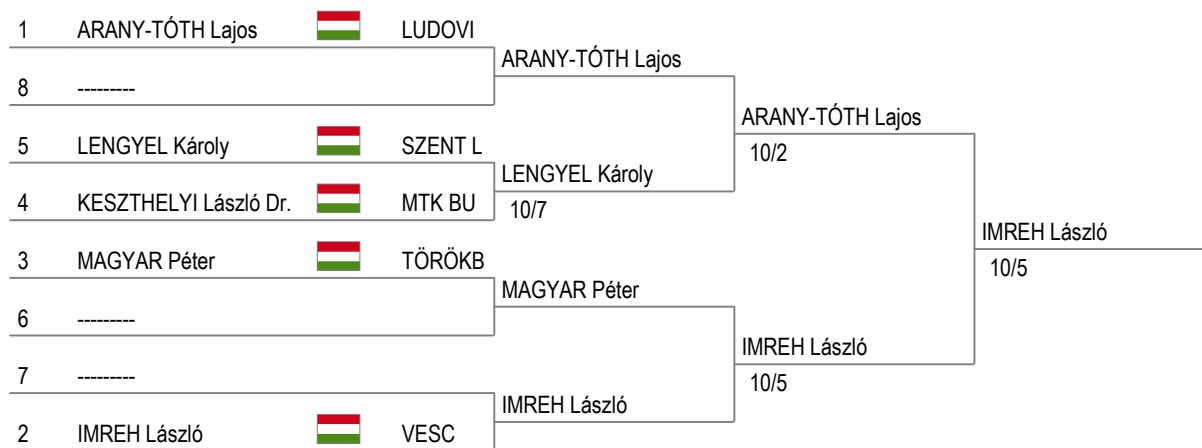 1 ARANY-TÓTH Lajos LUDOVI
ARANY-TÓTH Lajos
8 ---------
ARANY-TÓTH Lajos
10/2
5 LENGYEL Károly SZENT L
LENGYEL Károly
10/7
4 KESZTHELYI László Dr. MTK BU
IMREH László
10/5
3 MAGYAR Péter TÖRÖKB
MAGYAR Péter
6 ---------
IMREH László
10/5
7 ---------
IMREH László
2 IMREH László VESC